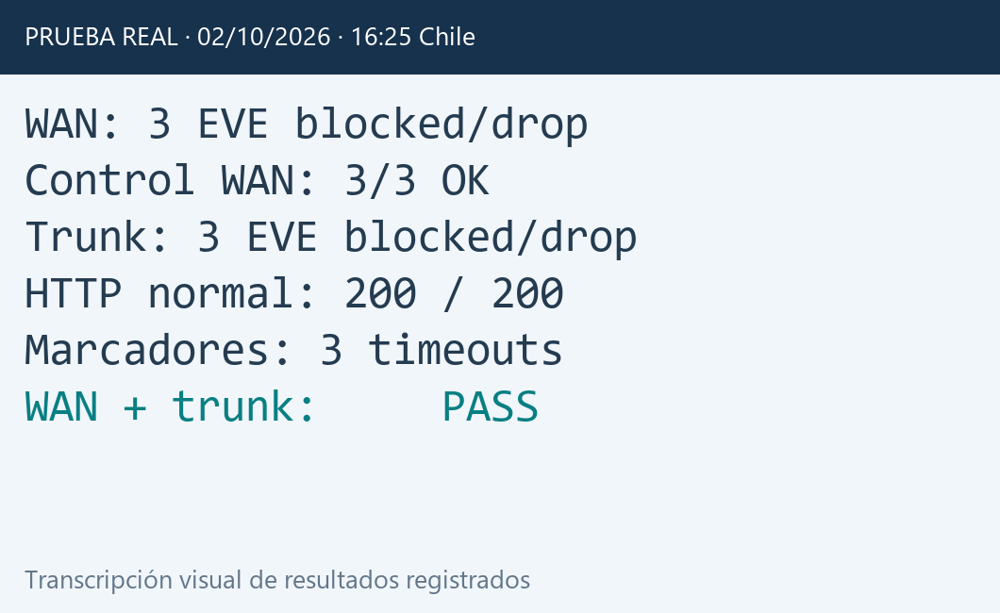 PRUEBA REAL · 02/10/2026 · 16:25 Chile
WAN: 3 EVE blocked/drop
Control WAN: 3/3 OK
Trunk: 3 EVE blocked/drop
HTTP normal: 200 / 200
Marcadores: 3 timeouts
WAN + trunk: PASS
Transcripción visual de resultados registrados